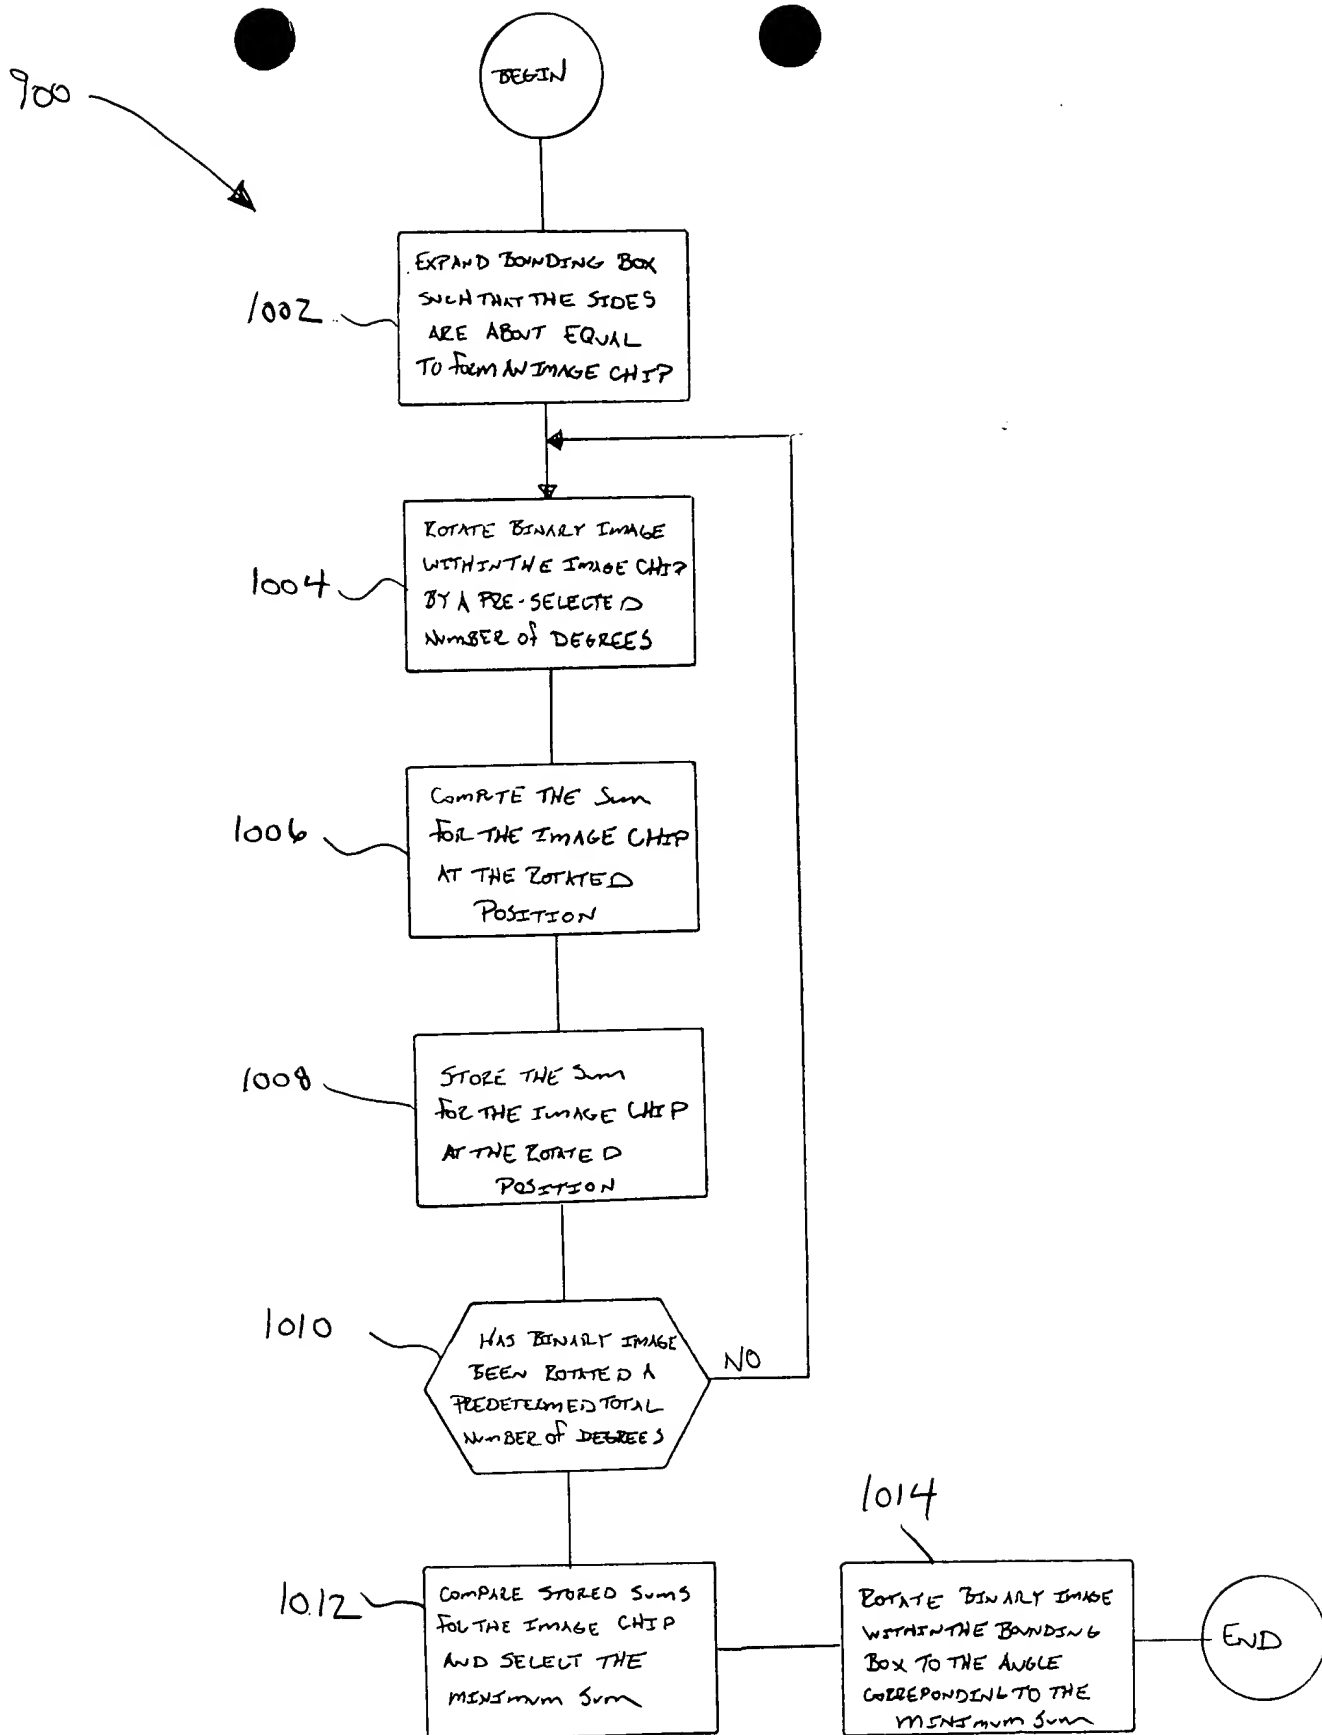 900
BEGIN
1002
EXPAND BOUNDING BOX
SUCH THAT THE SIDES
ARE ABOUT EQUAL
TO FORM AN IMAGE CHIP
1004
ROTATE BINARY IMAGE
WITHIN THE IMAGE CHIP
BY A PRE-SELECTED
NUMBER of DEGREES
1006
COMPUTE THE SUM
FOR THE IMAGE CHIP
AT THE ROTATED
POSITION
1008
STORE THE SUM
FOR THE IMAGE CHIP
AT THE ROTATED
POSITION
1010
HAS BINARY IMAGE
BEEN ROTATED A
PREDETERMED TOTAL
NUMBER of DEGREES
NO
1012
COMPARE STORED SUMS
FOR THE IMAGE CHIP
AND SELECT THE
MINIMUM SUM
1014
ROTATE BINARY IMAGE
WITHIN THE BOUNDING
BOX TO THE ANGLE
CORREPONDING TO THE
MINIMUM SUM
END